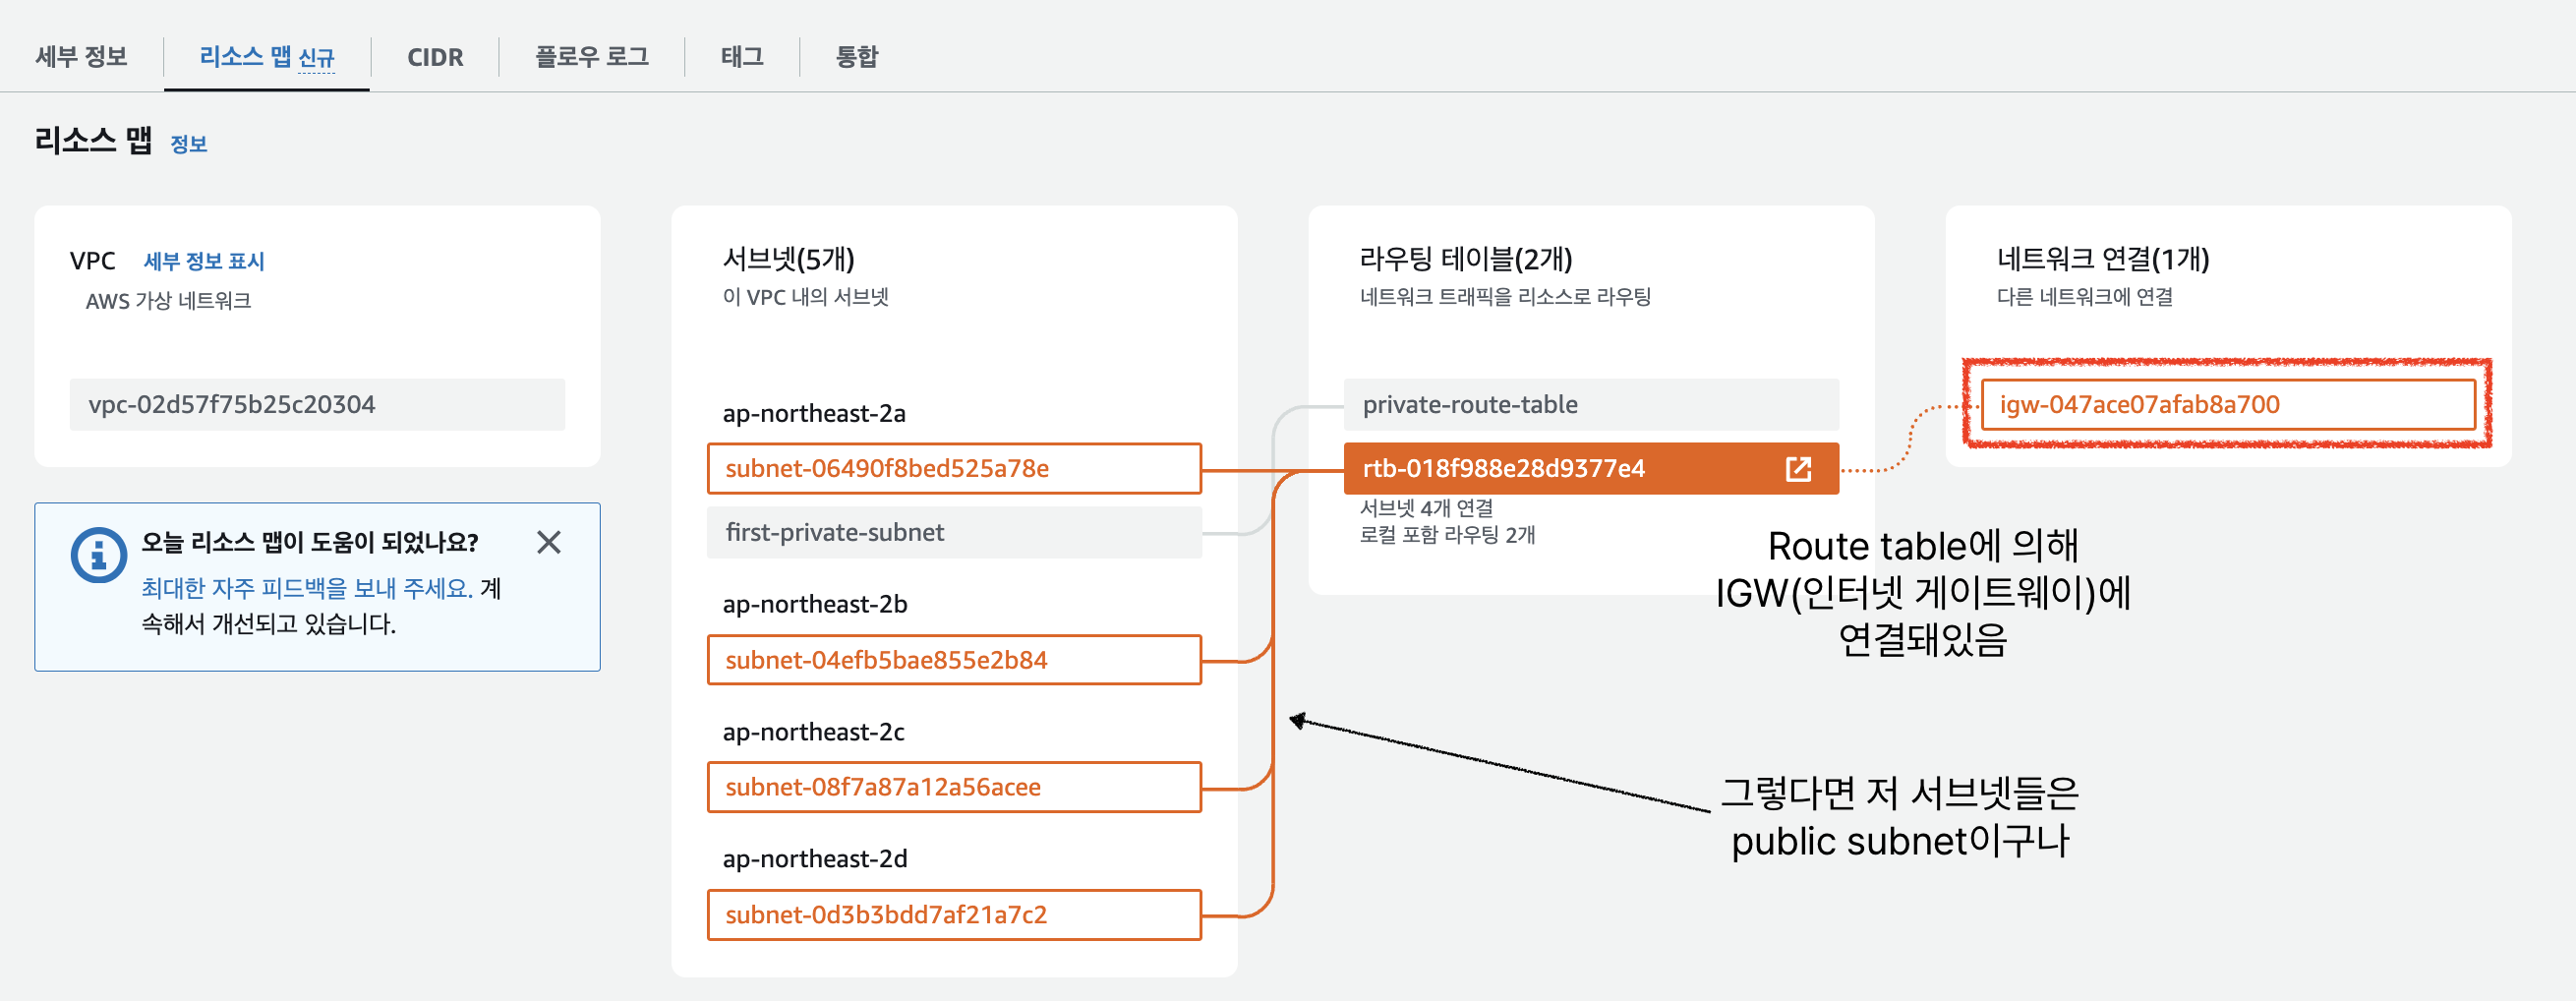 세부 정보
리소스 맵 신규
CIDR
플로우 로그
태그
통합
리소스 맵 정보
VPC 세부 정보 표시
AWS 가상 네트워크
vpc-02d57f75b25c20304
오늘 리소스 맵이 도움이 되었나요?
최대한 자주 피드백을 보내 주세요. 계
속해서 개선되고 있습니다.
서브넷(5개)
이 VPC 내의 서브넷
ap-northeast-2a
subnet-06490f8bed525a78e
first-private-subnet
ap-northeast-2b
subnet-04efb5bae855e2b84
ap-northeast-2c
subnet-08f7a87a12a56acee
ap-northeast-2d
subnet-0d3b3bdd7af21a7c2
라우팅 테이블(2개)
네트워크 트래픽을 리소스로 라우팅
private-route-table
rtb-018f988e28d9377e4
서브넷 4개 연결
로컬 포함 라우팅 2개
네트워크 연결(1개)
다른 네트워크에 연결
igw-047ace07afab8a700
Route table에 의해
IGW(인터넷 게이트웨이)에
연결돼있음
그렇다면 저 서브넷들은
public subnet이구나